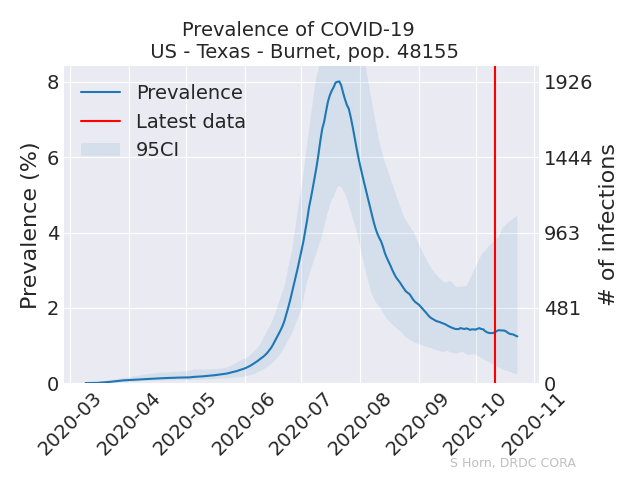 Prevalence of COVID-19
US - Texas - Burnet, pop. 48155
Prevalence
Latest data
95CI
Prevalence (%)
8
6
4
2
0
1926
1444
963
481
0
# of infections
2020-03
2020-04
2020-05
2020-06
2020-07
2020-08
2020-09
2020-10
2020-11
S Horn, DRDC CORA